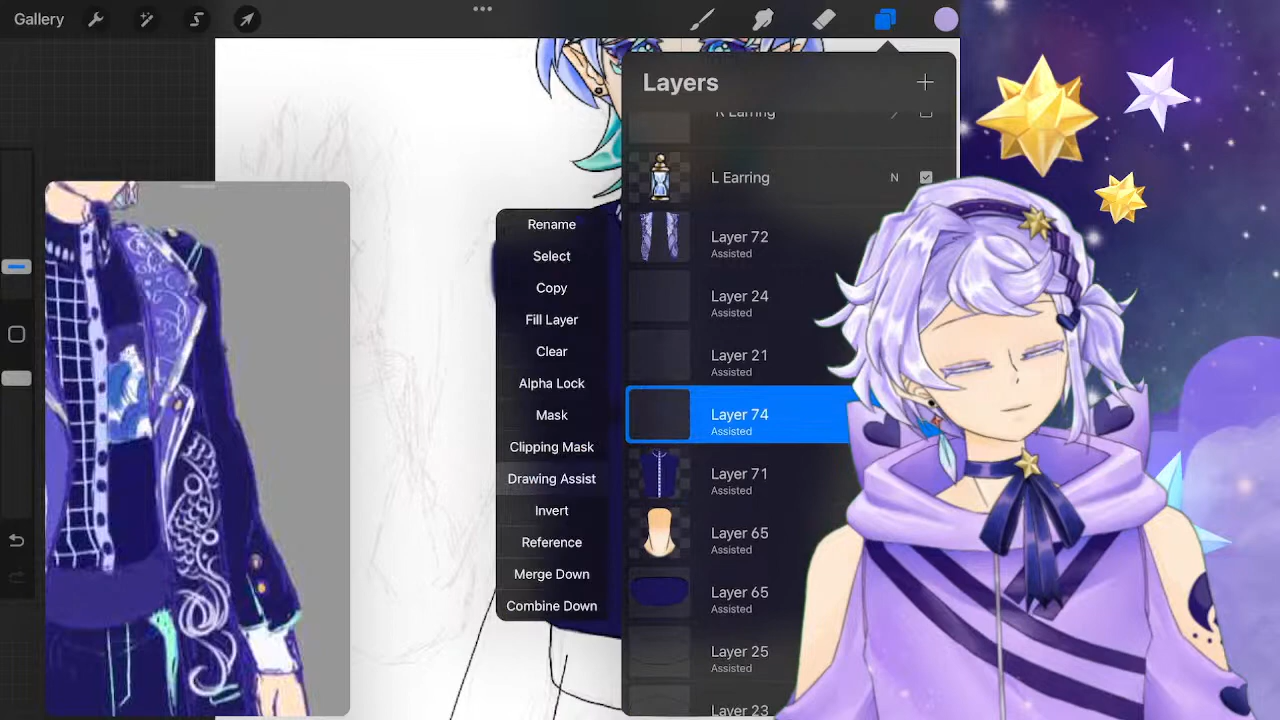 Gallery
Layers
R Earring
L Earring N
Layer 72
Assisted
Layer 24
Assisted
Layer 21
Assisted
Layer 74
Assisted
Layer 71
Assisted
Layer 65
Assisted
Layer 65
Assisted
Layer 25
Assisted
Layer 23
Rename
Select
Copy
Fill Layer
Clear
Alpha Lock
Mask
Clipping Mask
Drawing Assist
Invert
Reference
Merge Down
Combine Down